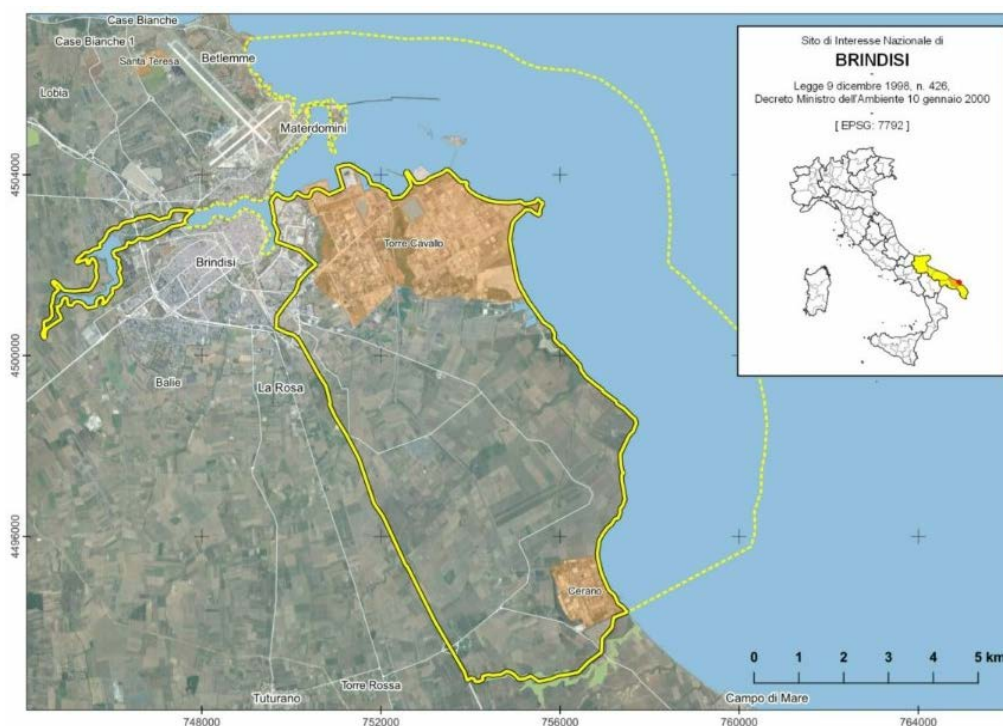 Case Bianche
Case Bianche 1
Betlemme
Santa Teresa
Lobia
Materdomini
Torre Cavallo
Brindisi
Balie
La Rosa
Cerano
Torre Rossa
Tuturano
Campo di Mare
Sito di Interesse Nazionale di
BRINDISI
-
Legge 9 dicembre 1998, n. 426,
Decreto Ministro dell'Ambiente 10 gennaio 2000
-
[ EPSG: 7792 ]
4504000
4500000
4496000
0 1 2 3 4 5 km
748000 752000 756000 760000 764000